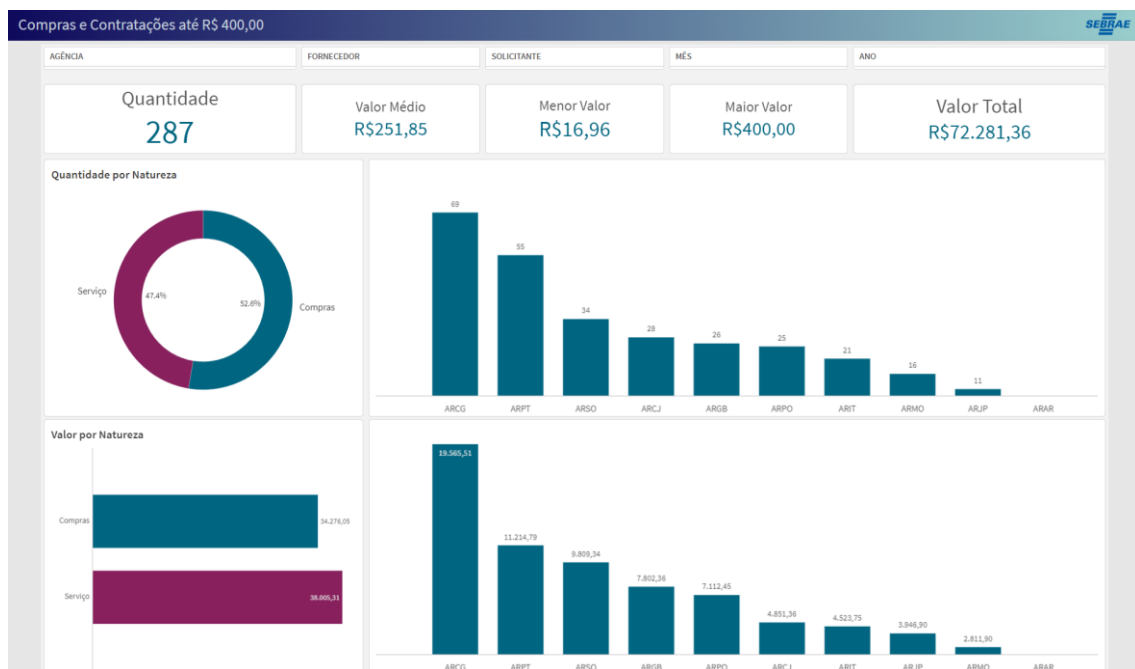 Compras e Contratações até R$ 400,00
SEBRAE
AGÊNCIA
FORNECEDOR
SOLICITANTE
MÊS
ANO
Quantidade
287
Valor Médio
R$251,85
Menor Valor
R$16,96
Maior Valor
R$400,00
Valor Total
R$72.281,36
Quantidade por Natureza
Serviço
47.4%
52.6%
Compras
69
55
34
28
26
25
21
16
11
ARCG
ARPT
ARSO
ARCJ
ARGB
ARPO
ARIT
ARMO
ARJP
ARAR
Valor por Natureza
Compras
34.276,05
Serviço
38.005,31
19.565,51
11.214,79
9.809,34
7.802,36
7.112,45
4.851,36
4.523,75
3.946,90
2.811,90
ARCG
ARPT
ARSO
ARGB
ARPO
ARCJ
ARIT
ARJP
ARMO
ARAR